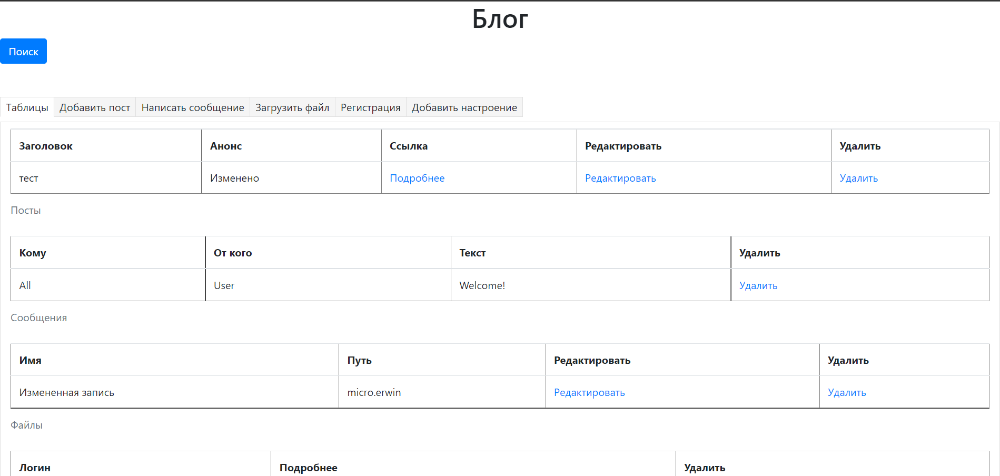 Блог
Поиск
Таблицы Добавить пост Написать сообщение Загрузить файл Регистрация Добавить настроение
Заголовок Анонс Ссылка Редактировать Удалить
тест Изменено Подробнее Редактировать Удалить
Посты
Кому От кого Текст Удалить
All User Welcome! Удалить
Сообщения
Имя Путь Редактировать Удалить
Измененная запись micro.erwin Редактировать Удалить
Файлы
Логин Подробнее Удалить